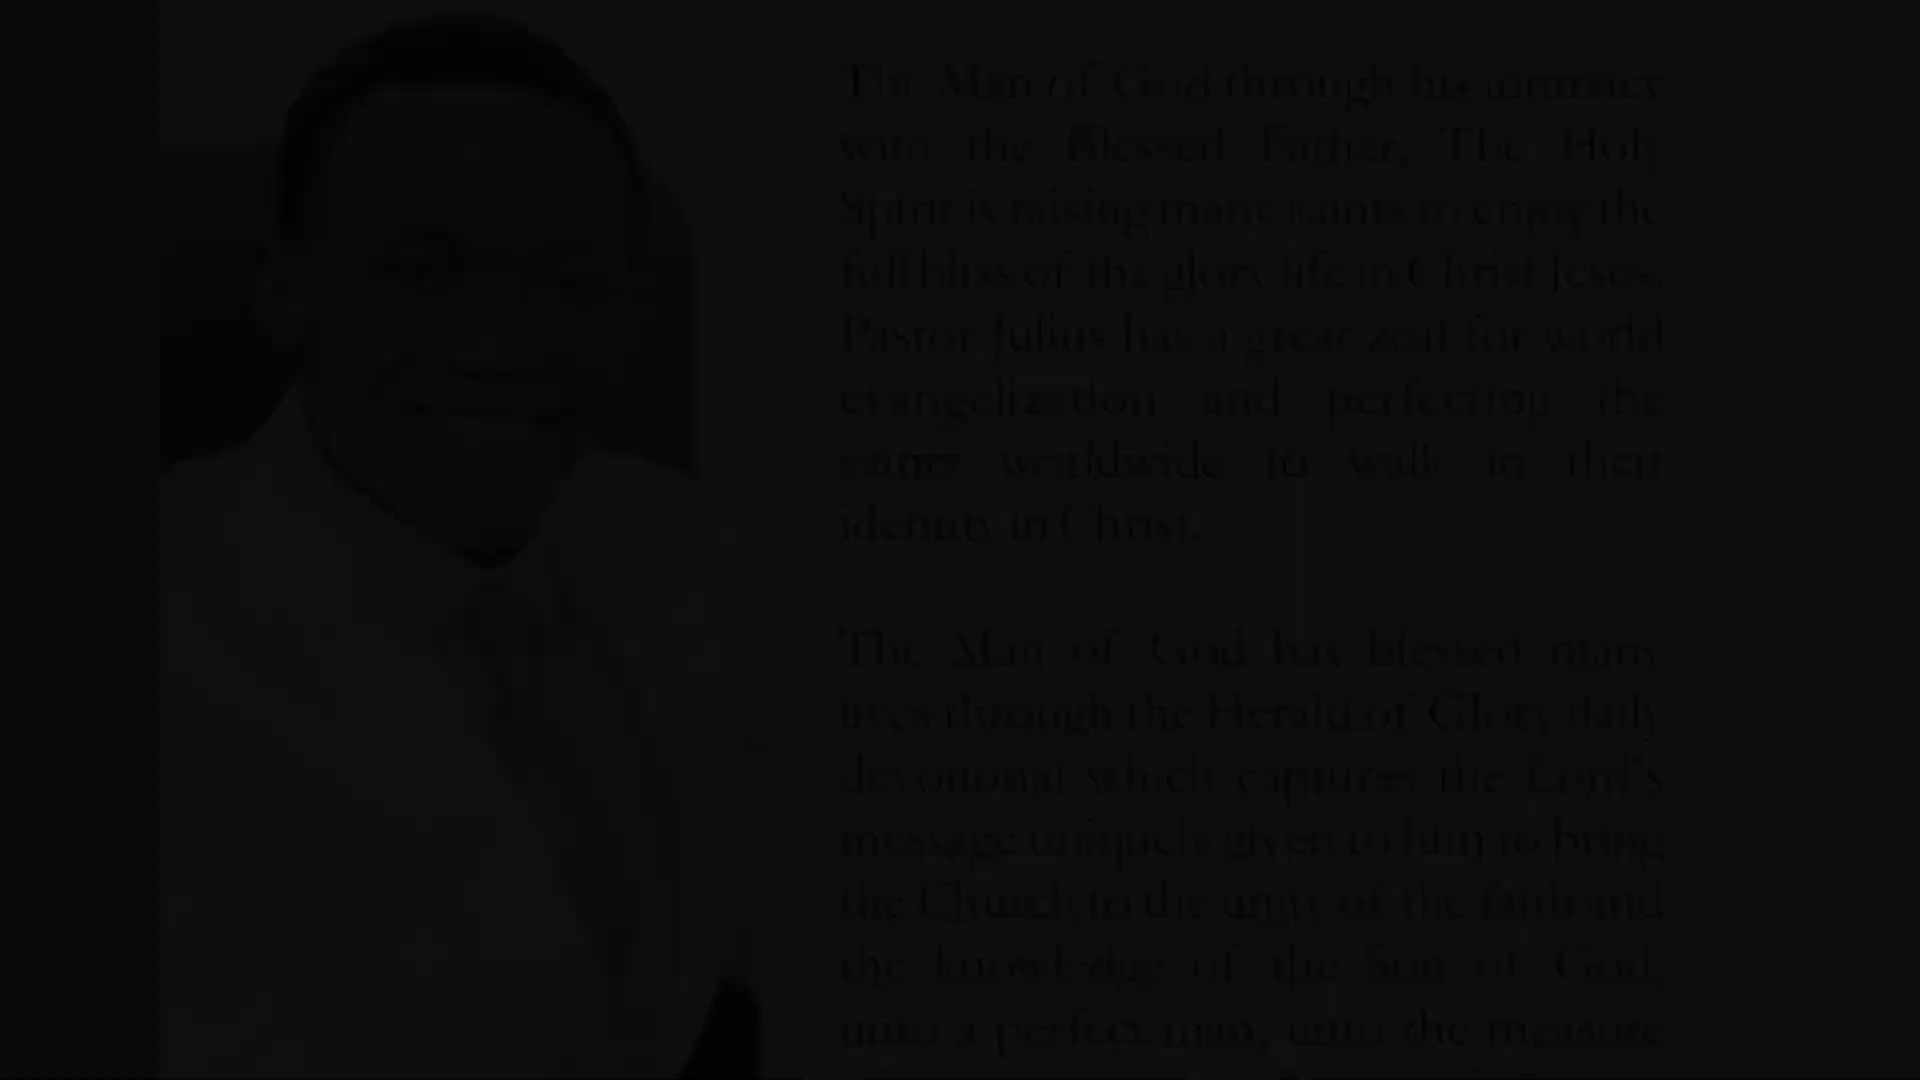 The Man of God through his intimacy
with the Blessed Father, The Holy
Spirit is raising many saints to enjoy the
full bliss of the glory life in Christ Jesus.
Pastor Julius has a great zeal for world
evangelization and perfecting the
saints worldwide to walk in their
identity in Christ.
The Man of God has blessed many
lives through the Herald of Glory daily
devotional which captures the Lord's
message uniquely given to him to bring
the Church to the unity of the faith and
the knowledge of the Son of God,
unto a perfect man, unto the measure